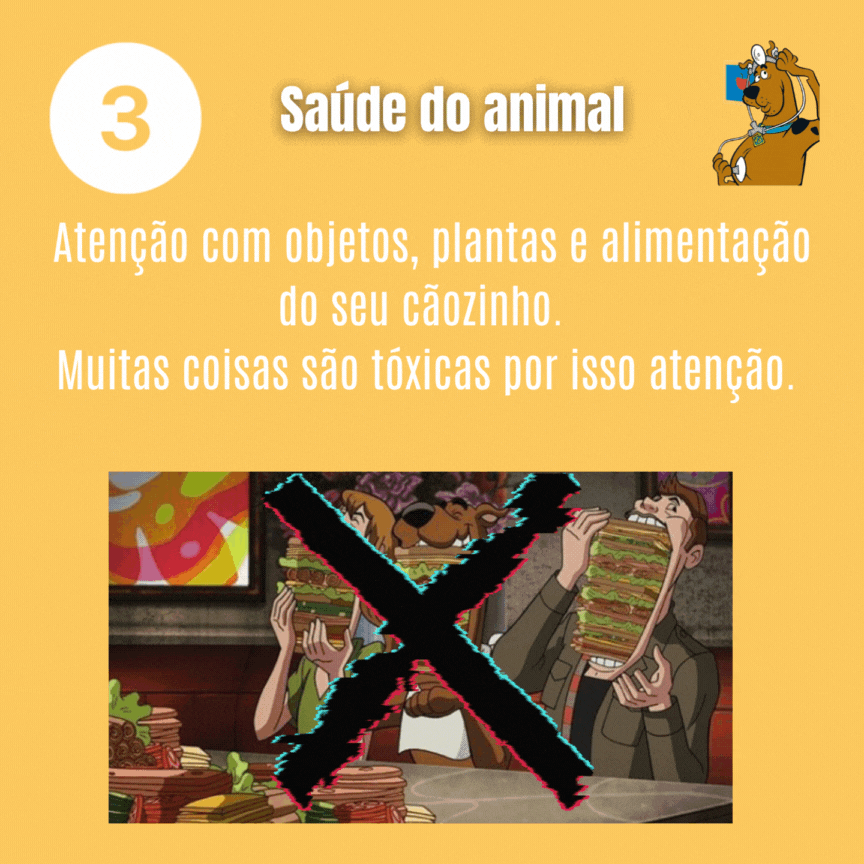 3
Saúde do animal
Atenção com objetos, plantas e alimentação
do seu cãozinho.
Muitas coisas são tóxicas por isso atenção.